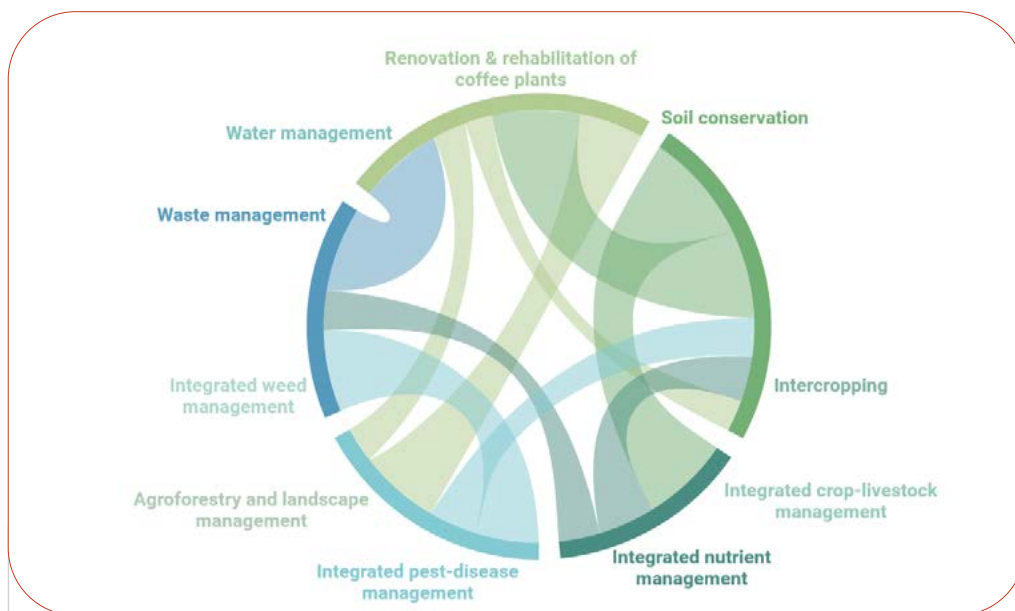 Renovation & rehabilitation of
coffee plants
Soil conservation
Water management
Waste management
Integrated weed
management
Intercropping
Agroforestry and landscape
management
Integrated crop-livestock
management
Integrated pest-disease
management
Integrated nutrient
management